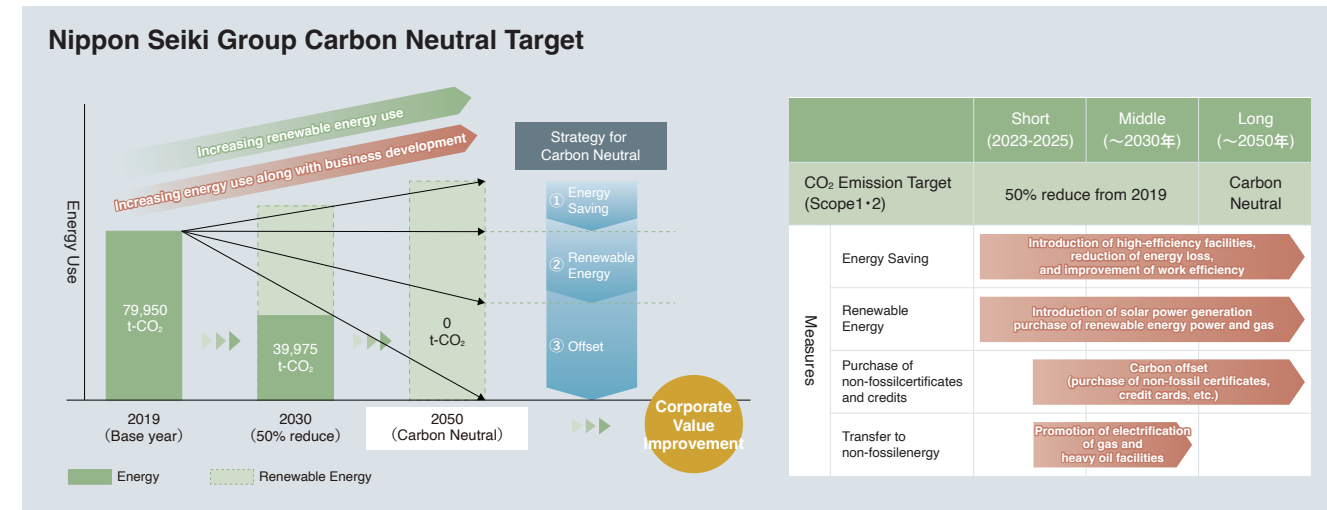 Nippon Seiki Group Carbon Neutral Target
Increasing renewable energy use
Increasing energy use along with business development
Energy Use
79,950
t-CO₂
39,975
t-CO₂
0
t-CO₂
2019
(Base year)
2030
(50% reduce)
2050
(Carbon Neutral)
Energy
Renewable Energy
Strategy for
Carbon Neutral
① Energy
Saving
② Renewable
Energy
③ Offset
Corporate
Value
Improvement
Short
(2023-2025)
Middle
(～2030年)
Long
(～2050年)
CO₂ Emission Target
(Scope1・2)
50% reduce from 2019
Carbon
Neutral
Measures
Energy Saving
Introduction of high-efficiency facilities,
reduction of energy loss,
and improvement of work efficiency
Renewable
Energy
Introduction of solar power generation
purchase of renewable energy power and gas
Purchase of
non-fossilcertificates
and credits
Carbon offset
(purchase of non-fossil certificates,
credit cards, etc.)
Transfer to
non-fossilenergy
Promotion of electrification
of gas and
heavy oil facilities